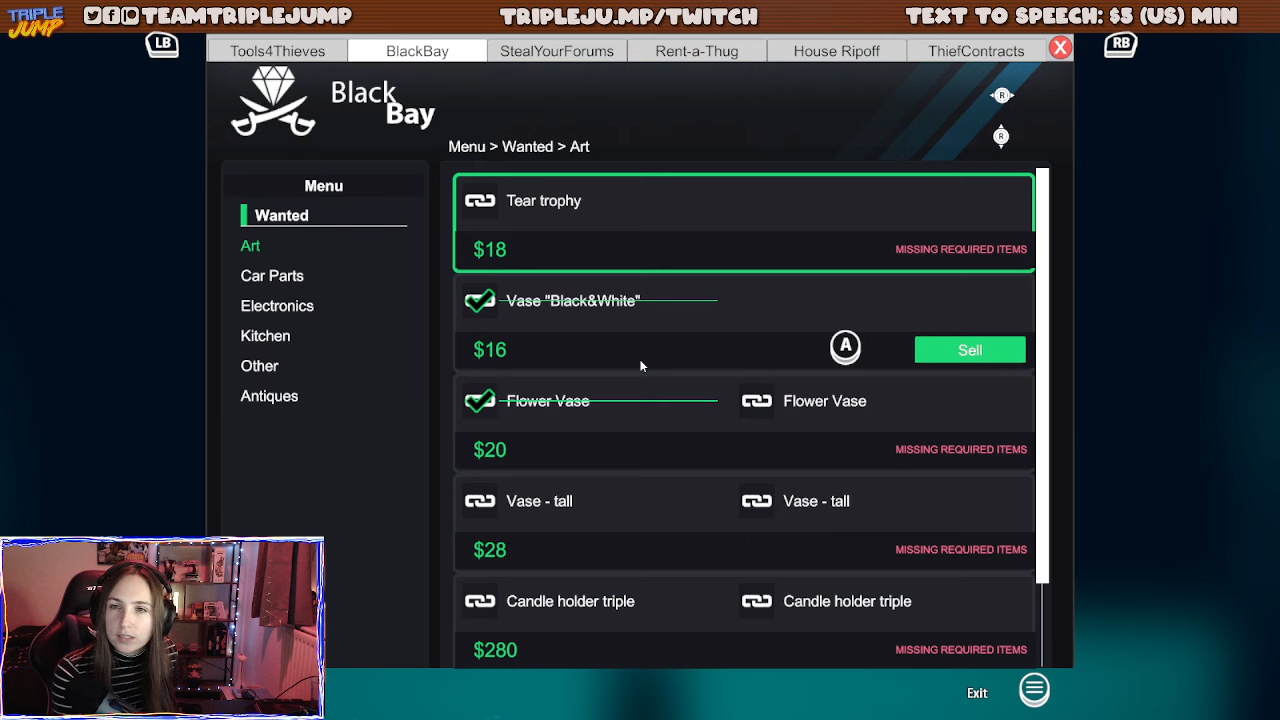 TRIPLE JUMP
TEAMTRIPLEJUMP
TRIPLEJU.MP/TWITCH
TEXT TO SPEECH: $5 (US) MIN
LB
Tools4Thieves
BlackBay
StealYourForums
Rent-a-Thug
House Ripoff
ThiefContracts
X
RB
Black
Bay
R
R
Menu > Wanted > Art
Menu
Wanted
Art
Car Parts
Electronics
Kitchen
Other
Antiques
Tear trophy
$18 MISSING REQUIRED ITEMS
Vase "Black&White"
$16 A Sell
Flower Vase Flower Vase
$20 MISSING REQUIRED ITEMS
Vase - tall Vase - tall
$28 MISSING REQUIRED ITEMS
Candle holder triple Candle holder triple
$280 MISSING REQUIRED ITEMS
Exit